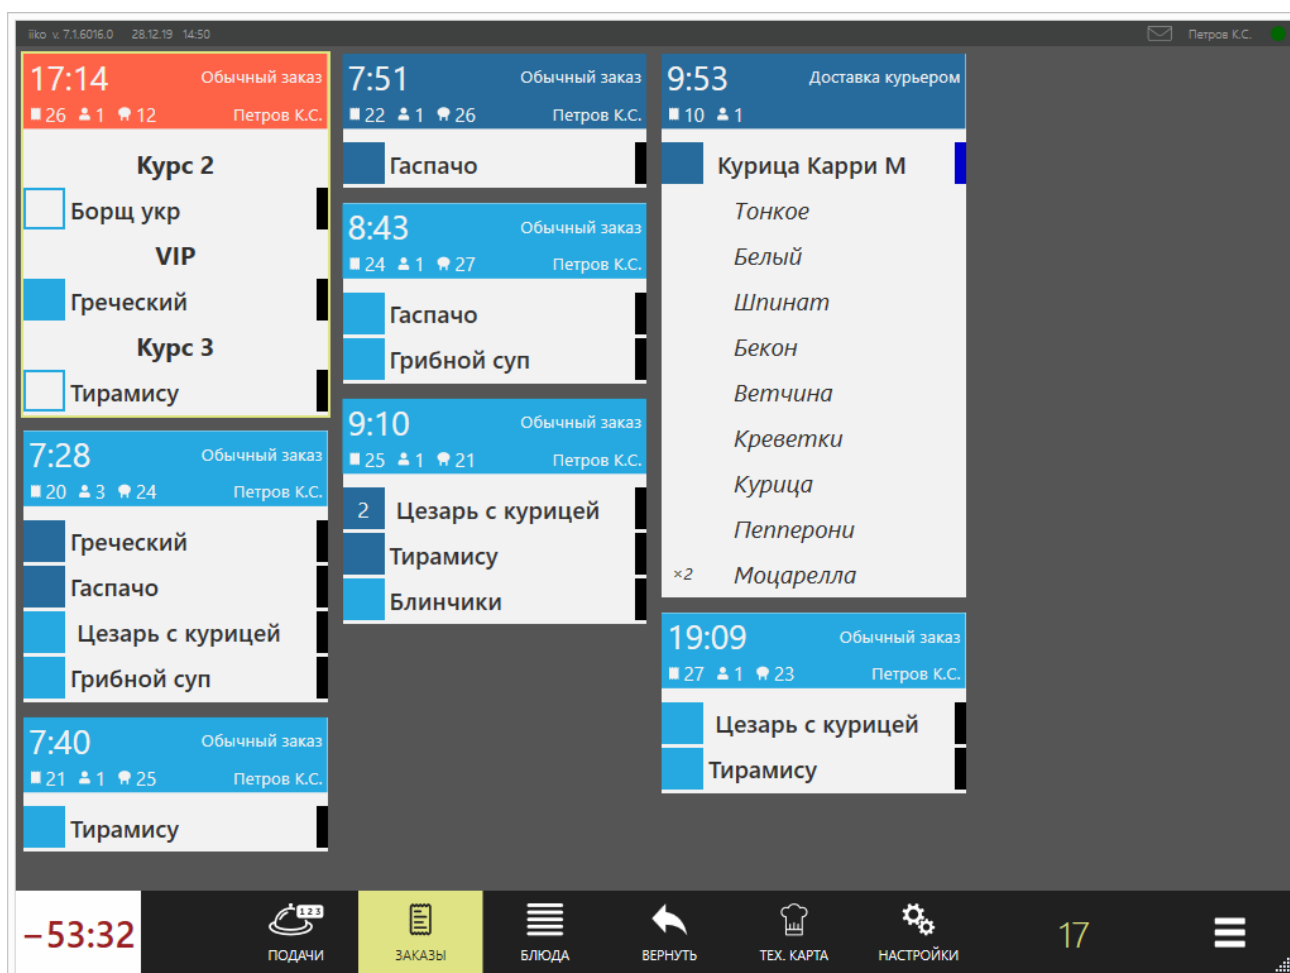 iiko v. 7.1.6016.0 28.12.19 14:50
Петров К.С.
17:14 Обычный заказ
26 1 12 Петров К.С.
Курс 2
Борщ укр
VIP
Греческий
Курс 3
Тирамису
7:28 Обычный заказ
20 3 24 Петров К.С.
Греческий
Гаспачо
Цезарь с курицей
Грибной суп
7:40 Обычный заказ
21 1 25 Петров К.С.
Тирамису
7:51 Обычный заказ
22 1 26 Петров К.С.
Гаспачо
8:43 Обычный заказ
24 1 27 Петров К.С.
Гаспачо
Грибной суп
9:10 Обычный заказ
25 1 21 Петров К.С.
2 Цезарь с курицей
Тирамису
Блинчики
9:53 Доставка курьером
10 1
Курица Карри М
Тонкое
Белый
Шпинат
Бекон
Ветчина
Креветки
Курица
Пепперони
×2 Моцарелла
19:09 Обычный заказ
27 1 23 Петров К.С.
Цезарь с курицей
Тирамису
–53:32
1 2 3
ПОДАЧИ
ЗАКАЗЫ
БЛЮДА
ВЕРНУТЬ
ТЕХ. КАРТА
НАСТРОЙКИ
17